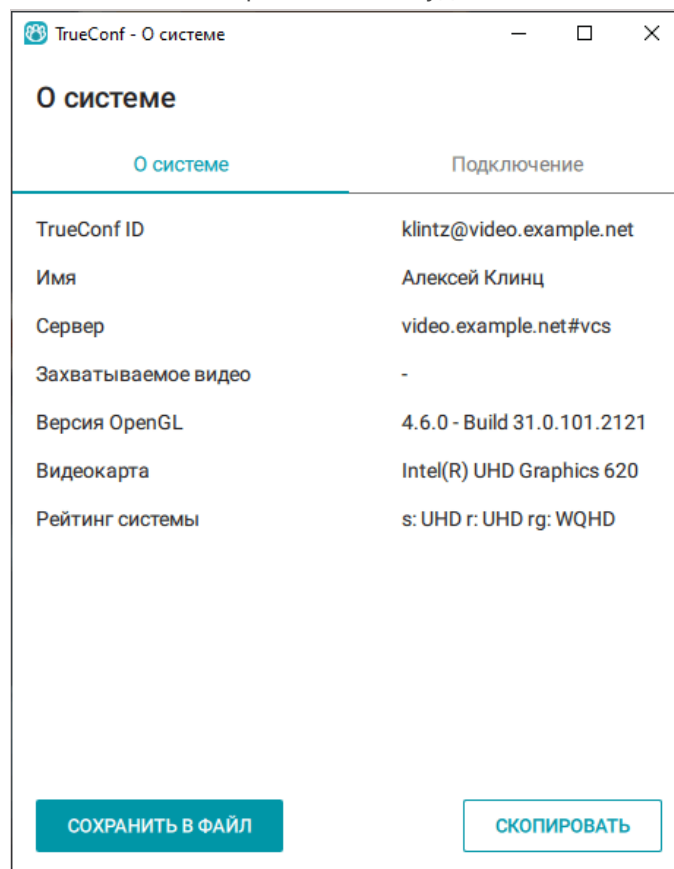 TrueConf - О системе
О системе
О системе Подключение
TrueConf ID klintz@video.example.net
Имя Алексей Клинц
Сервер video.example.net#vcs
Захватываемое видео -
Версия OpenGL 4.6.0 - Build 31.0.101.2121
Видеокарта Intel(R) UHD Graphics 620
Рейтинг системы s: UHD r: UHD rg: WQHD
СОХРАНИТЬ В ФАЙЛ СКОПИРОВАТЬ